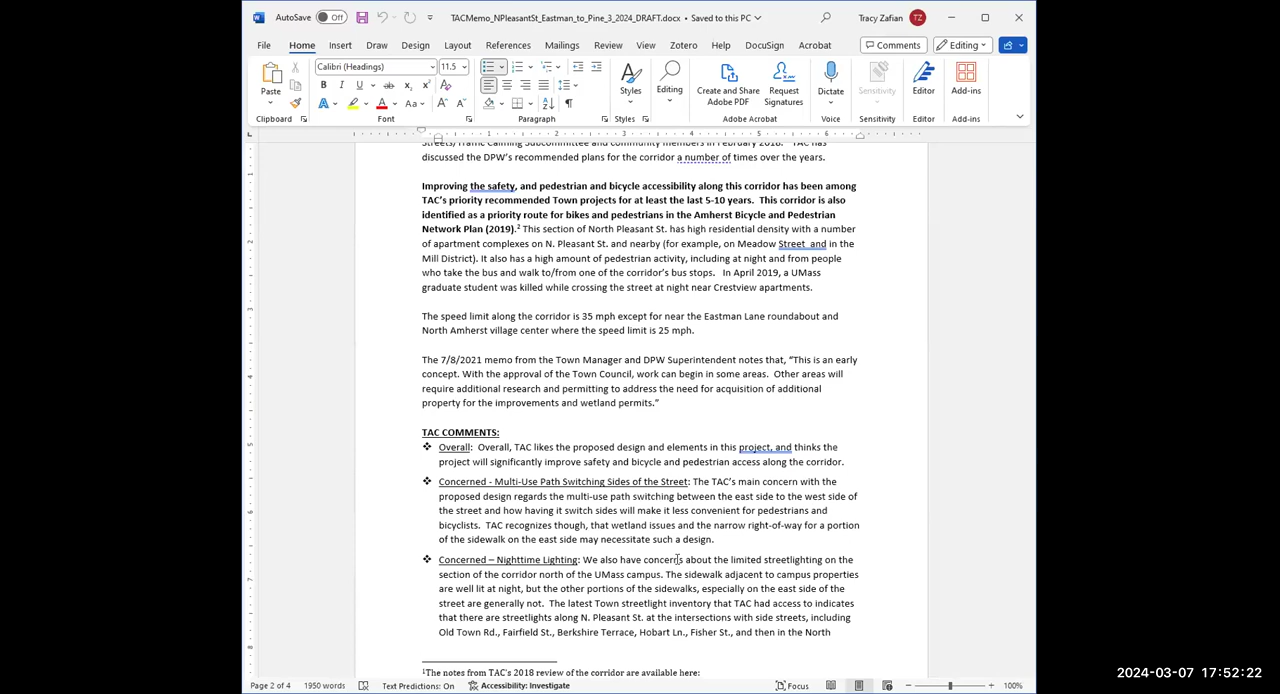 AutoSave Off TACMemo_NPleasantSt_Eastman_to_Pine_3_2024_DRAFT.docx • Saved to this PC Tracy Zafian TZ
File Home Insert Draw Design Layout References Mailings Review View Zotero Help DocuSign Acrobat Comments Editing
Calibri (Headings) 11.5
Paste Styles Editing Create and Share Adobe PDF Request Signatures Dictate Sensitivity Editor Add-ins
Clipboard Font Paragraph Styles Adobe Acrobat Voice Sensitivity Editor Add-ins
Streets/Traffic Calming Subcommittee and community members in February 2018. TAC has
discussed the DPW's recommended plans for the corridor a number of times over the years.
Improving the safety, and pedestrian and bicycle accessibility along this corridor has been among
TAC's priority recommended Town projects for at least the last 5-10 years. This corridor is also
identified as a priority route for bikes and pedestrians in the Amherst Bicycle and Pedestrian
Network Plan (2019).2 This section of North Pleasant St. has high residential density with a number
of apartment complexes on N. Pleasant St. and nearby (for example, on Meadow Street and in the
Mill District). It also has a high amount of pedestrian activity, including at night and from people
who take the bus and walk to/from one of the corridor's bus stops. In April 2019, a UMass
graduate student was killed while crossing the street at night near Crestview apartments.
The speed limit along the corridor is 35 mph except for near the Eastman Lane roundabout and
North Amherst village center where the speed limit is 25 mph.
The 7/8/2021 memo from the Town Manager and DPW Superintendent notes that, "This is an early
concept. With the approval of the Town Council, work can begin in some areas. Other areas will
require additional research and permitting to address the need for acquisition of additional
property for the improvements and wetland permits."
TAC COMMENTS:
❖ Overall: Overall, TAC likes the proposed design and elements in this project, and thinks the
project will significantly improve safety and bicycle and pedestrian access along the corridor.
❖ Concerned - Multi-Use Path Switching Sides of the Street: The TAC's main concern with the
proposed design regards the multi-use path switching between the east side to the west side of
the street and how having it switch sides will make it less convenient for pedestrians and
bicyclists. TAC recognizes though, that wetland issues and the narrow right-of-way for a portion
of the sidewalk on the east side may necessitate such a design.
❖ Concerned – Nighttime Lighting: We also have concerns about the limited streetlighting on the
section of the corridor north of the UMass campus. The sidewalk adjacent to campus properties
are well lit at night, but the other portions of the sidewalks, especially on the east side of the
street are generally not. The latest Town streetlight inventory that TAC had access to indicates
that there are streetlights along N. Pleasant St. at the intersections with side streets, including
Old Town Rd., Fairfield St., Berkshire Terrace, Hobart Ln., Fisher St., and then in the North
1The notes from TAC's 2018 review of the corridor are available here:
2024-03-07 17:52:22
Page 2 of 4 1950 words Text Predictions: On Accessibility: Investigate Focus 100%